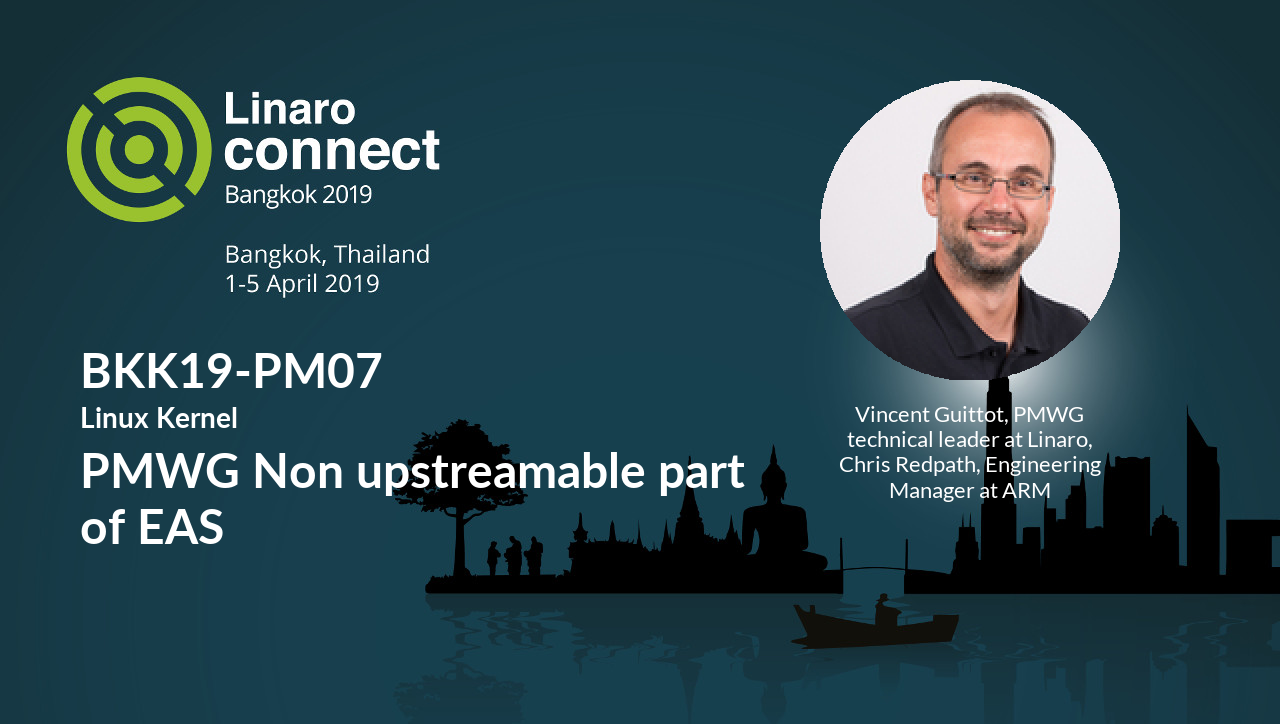 Linaro
connect
Bangkok 2019
Bangkok, Thailand
1-5 April 2019
BKK19-PM07
Linux Kernel
PMWG Non upstreamable part
of EAS
Vincent Guittot, PMWG
technical leader at Linaro,
Chris Redpath, Engineering
Manager at ARM